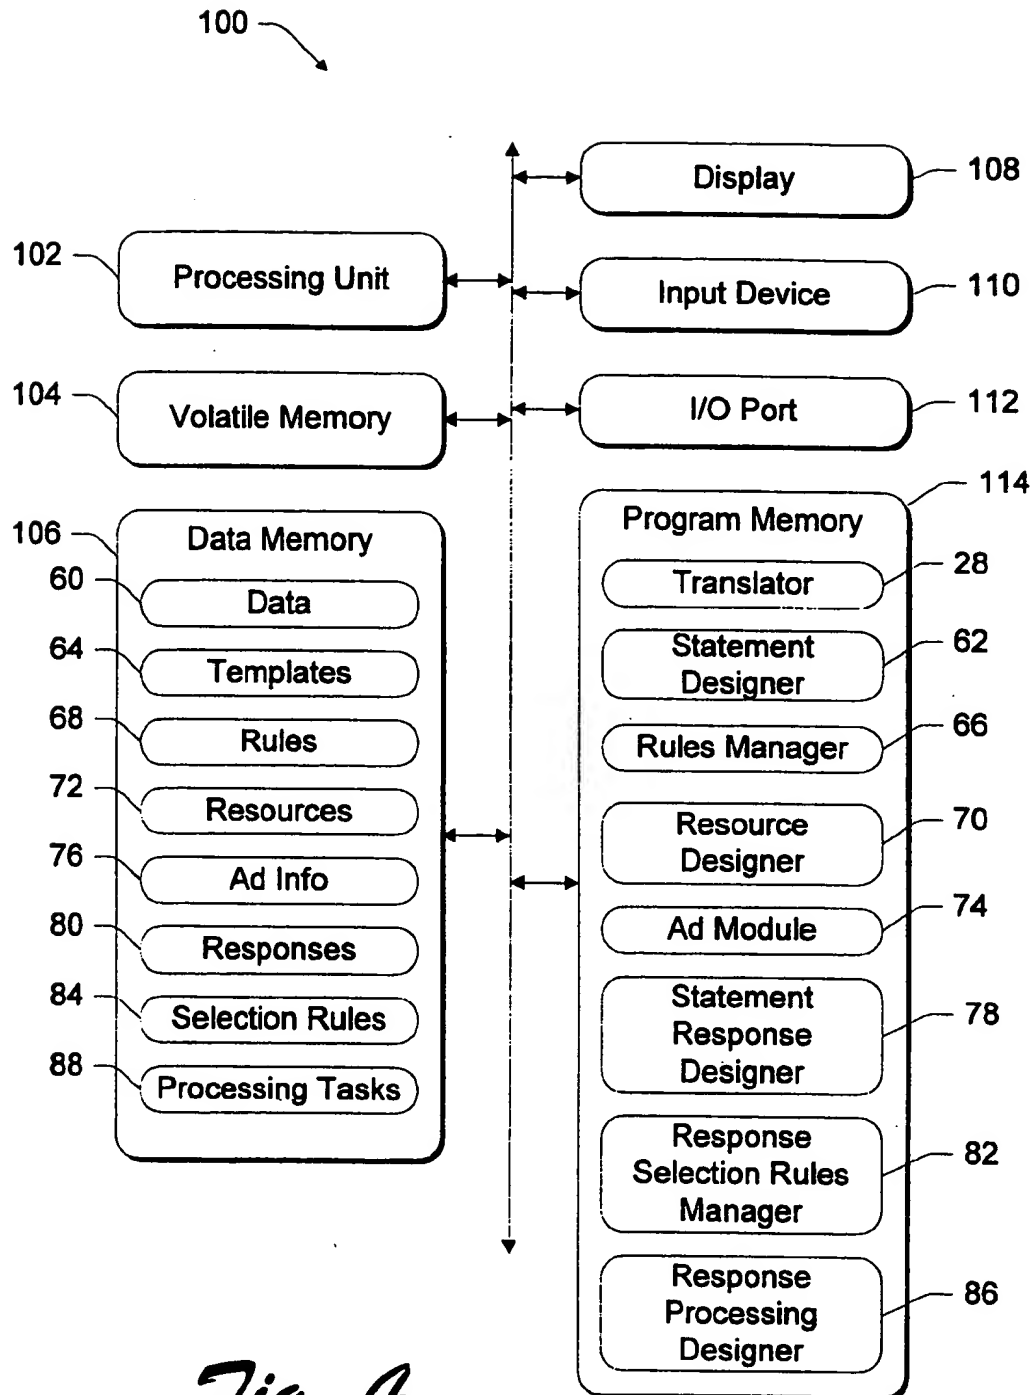 100
108
Display
102
Processing Unit
110
Input Device
104
Volatile Memory
112
I/O Port
106
Data Memory
60
Data
64
Templates
68
Rules
72
Resources
76
Ad Info
80
Responses
84
Selection Rules
88
Processing Tasks
114
Program Memory
28
Translator
62
Statement
Designer
66
Rules Manager
70
Resource
Designer
74
Ad Module
78
Statement
Response
Designer
82
Response
Selection Rules
Manager
86
Response
Processing
Designer
Fig.